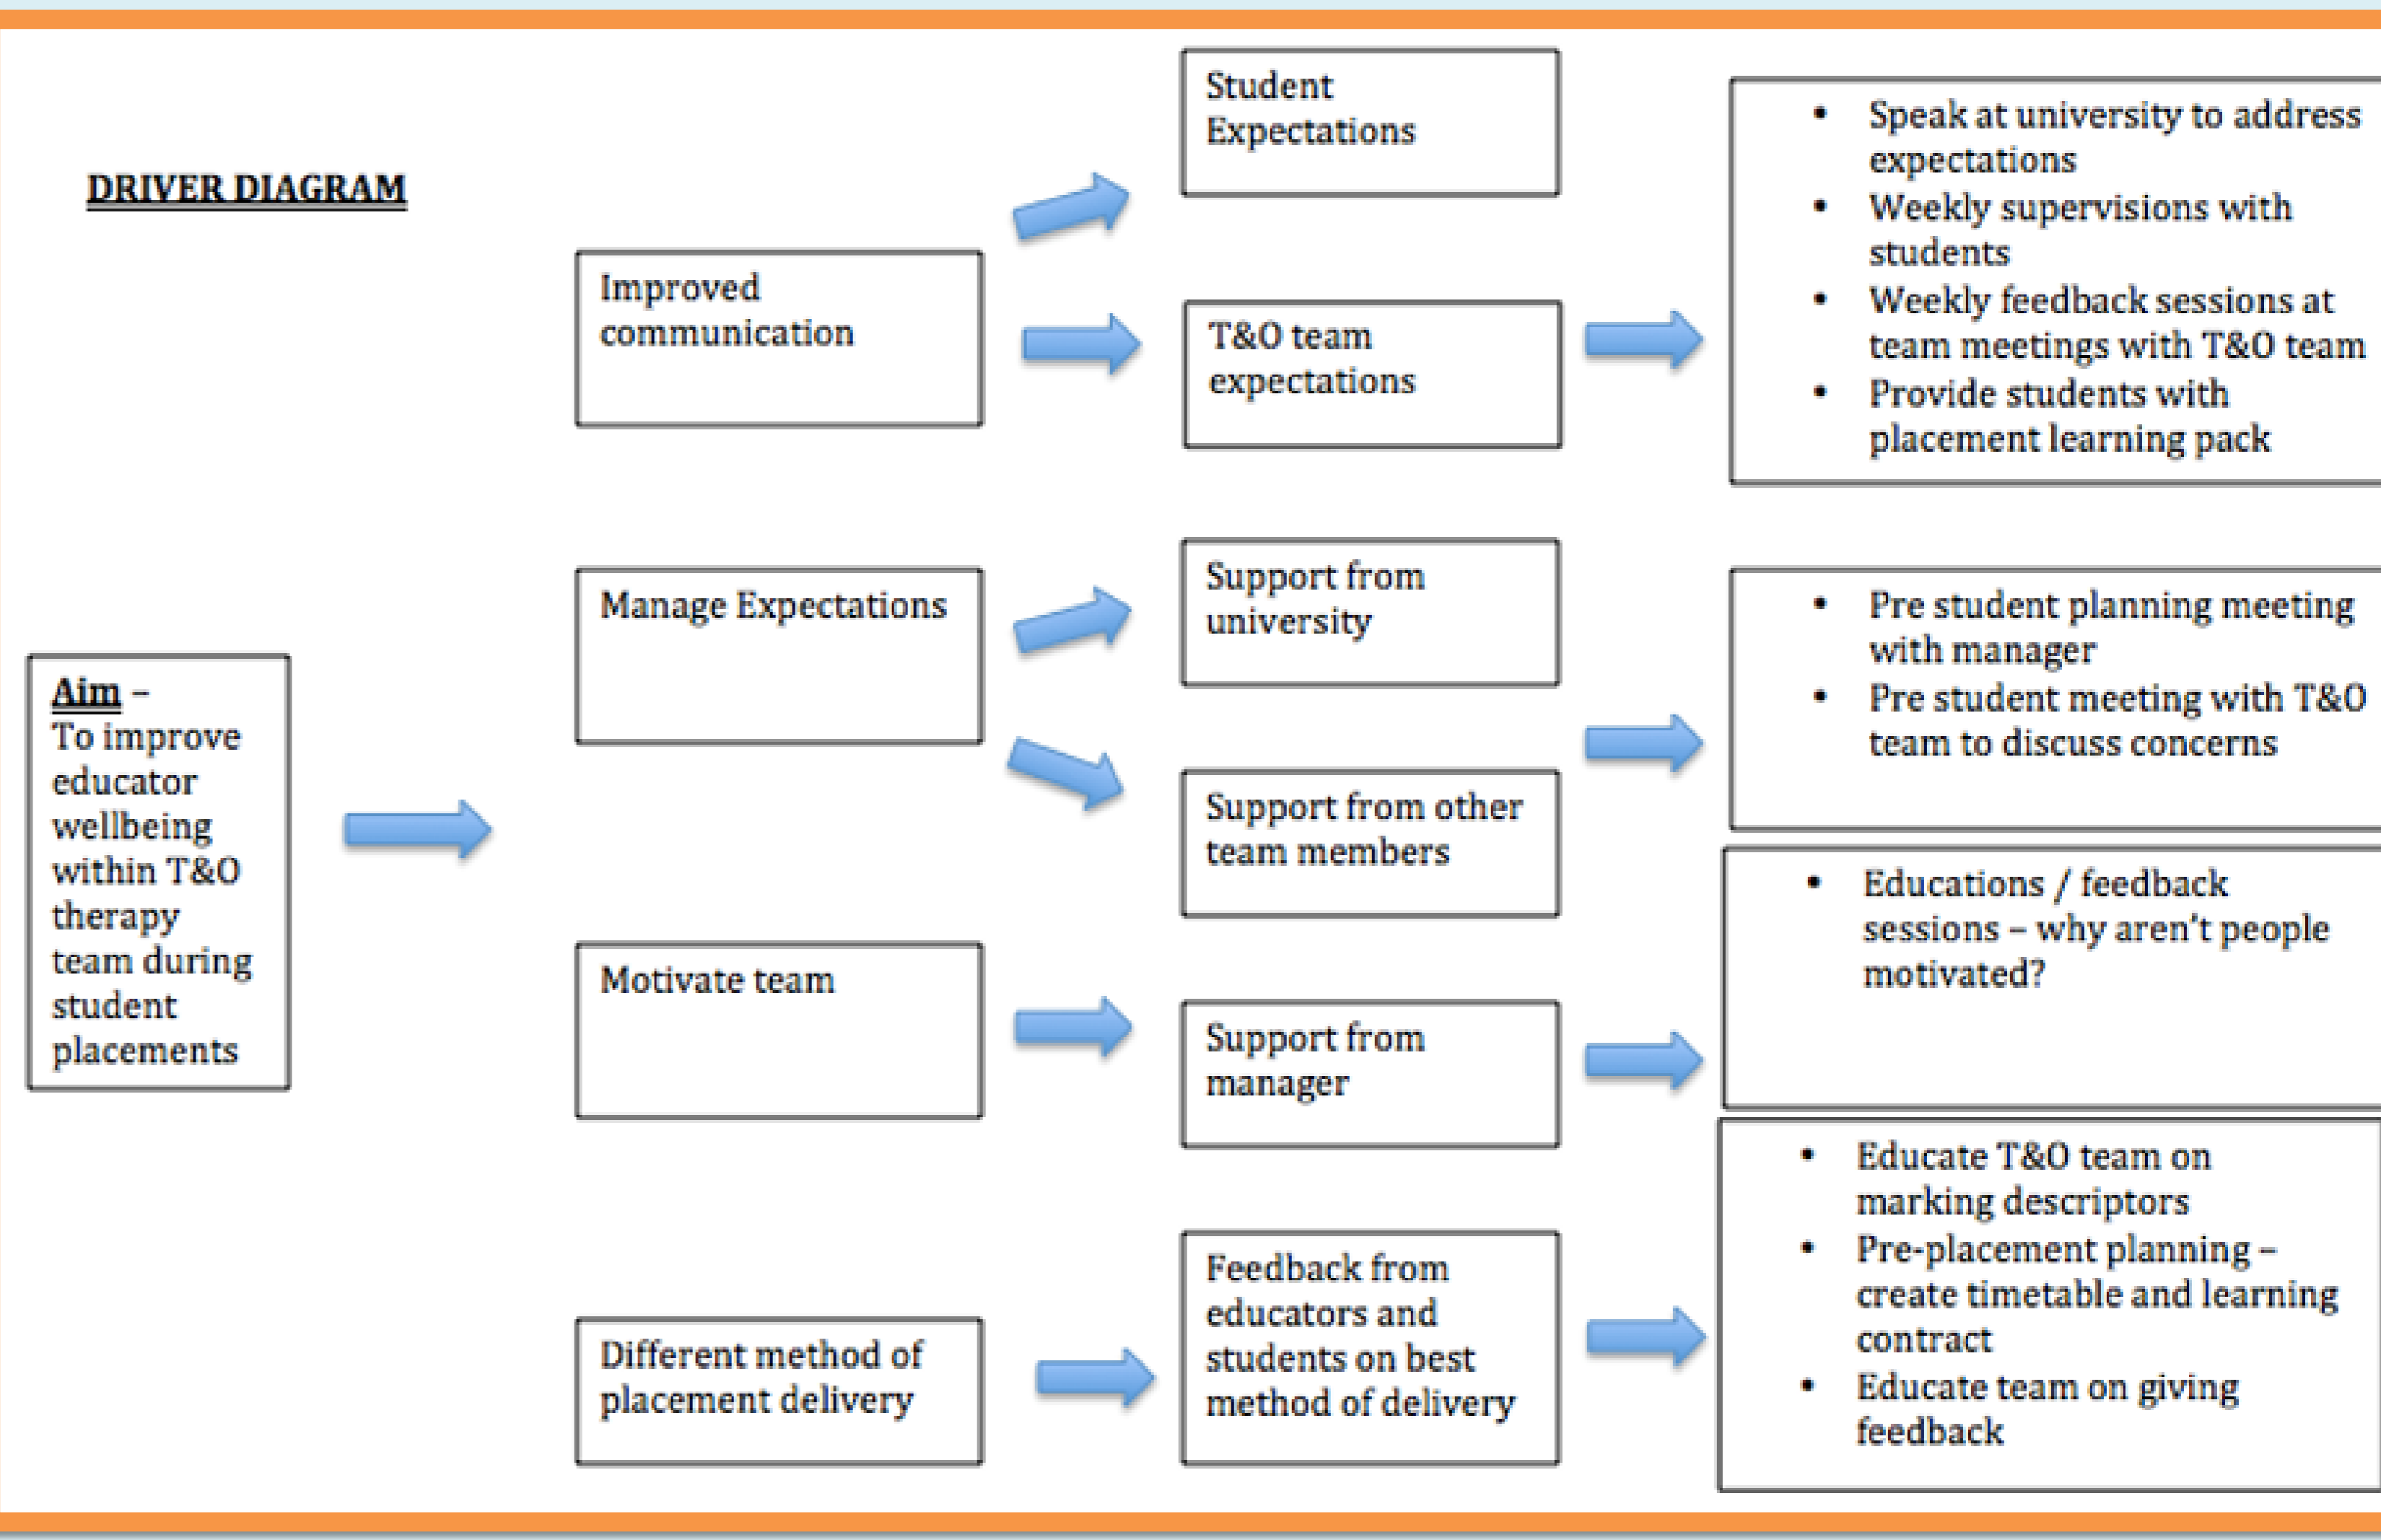 DRIVER DIAGRAM
Aim –
To improve
educator
wellbeing
within T&O
therapy
team during
student
placements
Improved
communication
Manage Expectations
Motivate team
Different method of
placement delivery
Student
Expectations
T&O team
expectations
Support from
university
Support from other
team members
Support from
manager
Feedback from
educators and
students on best
method of delivery
• Speak at university to address
expectations
• Weekly supervisions with
students
• Weekly feedback sessions at
team meetings with T&O team
• Provide students with
placement learning pack
• Pre student planning meeting
with manager
• Pre student meeting with T&O
team to discuss concerns
• Educations / feedback
sessions – why aren't people
motivated?
• Educate T&O team on
marking descriptors
• Pre-placement planning –
create timetable and learning
contract
• Educate team on giving
feedback